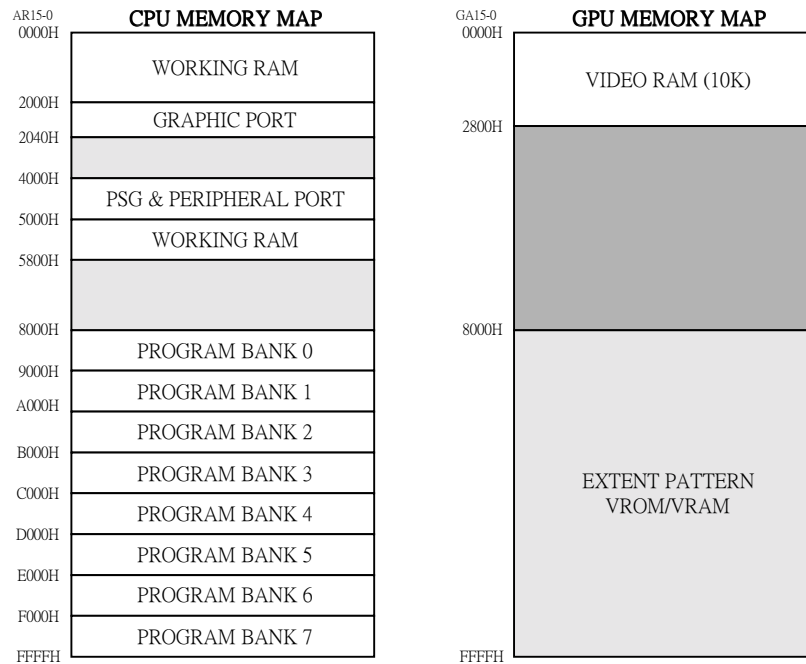 AR15-0
CPU MEMORY MAP
0000H
WORKING RAM
2000H
GRAPHIC PORT
2040H
4000H
PSG & PERIPHERAL PORT
5000H
WORKING RAM
5800H
8000H
PROGRAM BANK 0
9000H
PROGRAM BANK 1
A000H
PROGRAM BANK 2
B000H
PROGRAM BANK 3
C000H
PROGRAM BANK 4
D000H
PROGRAM BANK 5
E000H
PROGRAM BANK 6
F000H
PROGRAM BANK 7
FFFFH
GA15-0
GPU MEMORY MAP
0000H
VIDEO RAM (10K)
2800H
8000H
EXTENT PATTERN
VROM/VRAM
FFFFH